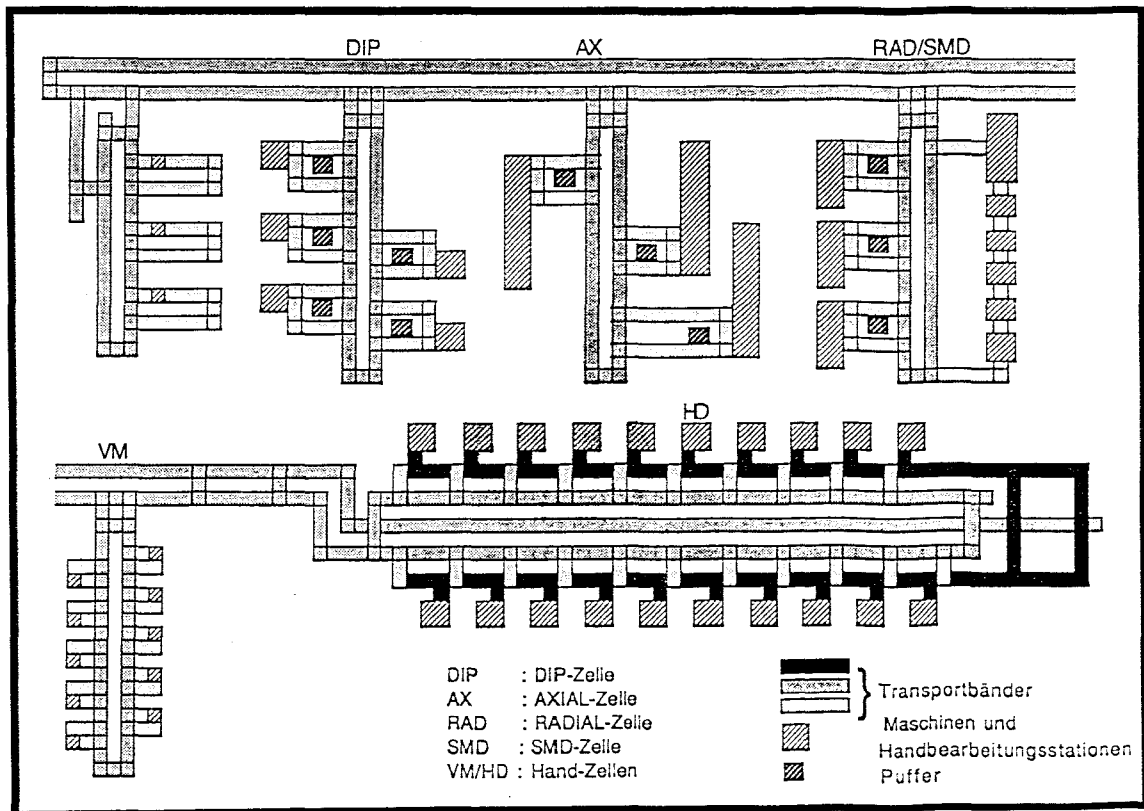 DIP AX RAD/SMD
HD
VM
DIP : DIP-Zelle
AX : AXIAL-Zelle
RAD : RADIAL-Zelle
SMD : SMD-Zelle
VM/HD : Hand-Zellen
Transportbänder
Maschinen und
Handbearbeitungsstationen
Puffer